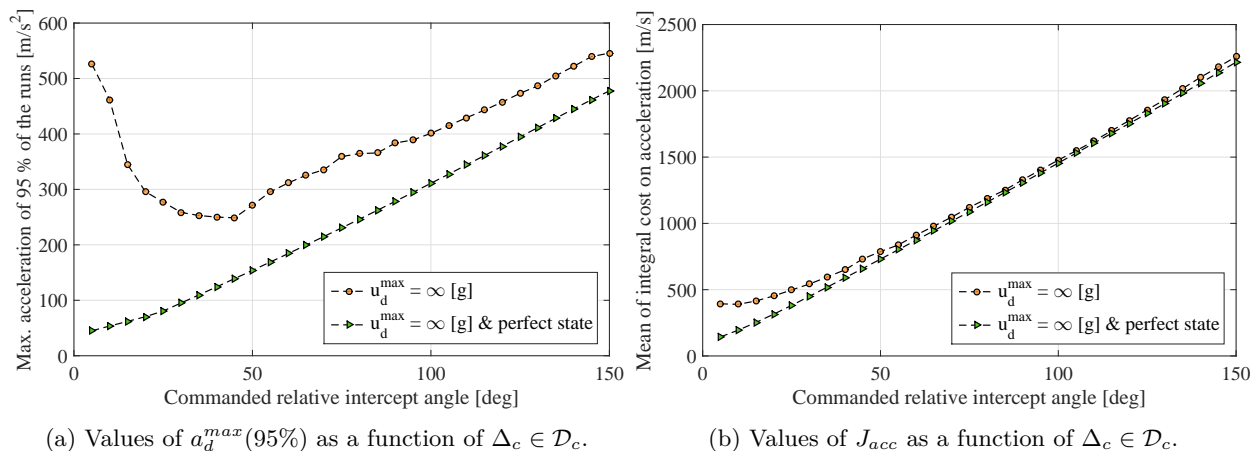 Max. acceleration of 95 % of the runs [m/s²]
600
500
400
300
200
100
0
0
50
100
150
Commanded relative intercept angle [deg]
u_d^max = ∞ [g]
u_d^max = ∞ [g] & perfect state
(a) Values of a_d^max(95%) as a function of Δ_c ∈ 𝒟_c.
Mean of integral cost on acceleration [m/s]
2500
2000
1500
1000
500
0
0
50
100
150
Commanded relative intercept angle [deg]
u_d^max = ∞ [g]
u_d^max = ∞ [g] & perfect state
(b) Values of J_acc as a function of Δ_c ∈ 𝒟_c.